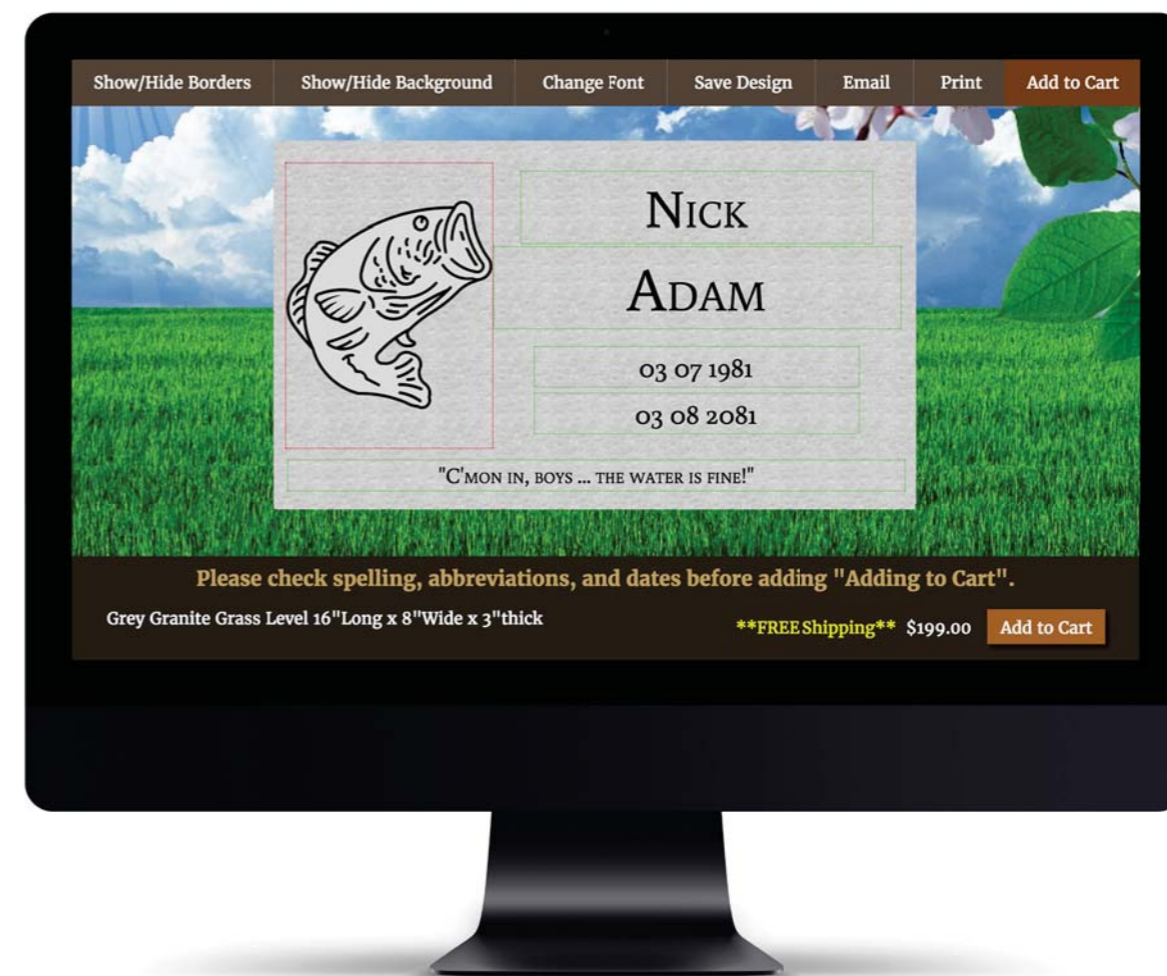 Show/Hide Borders Show/Hide Background Change Font Save Design Email Print Add to Cart
Nick
Adam
03 07 1981
03 08 2081
"C'mon in, boys ... the water is fine!"
Please check spelling, abbreviations, and dates before adding "Adding to Cart".
Grey Granite Grass Level 16"Long x 8"Wide x 3"thick
**FREE Shipping** $199.00 Add to Cart